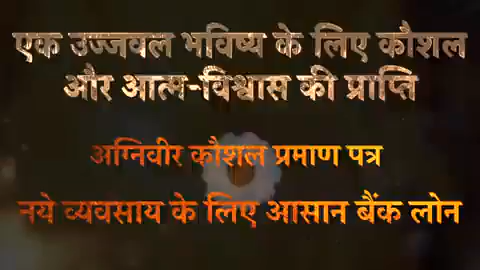 एक उज्जवल भविष्य के लिए कौशल
और आत्म-विश्वास की प्राप्ति
अग्निवीर कौशल प्रमाण पत्र
नये व्यवसाय के लिए आसान बैंक लोन